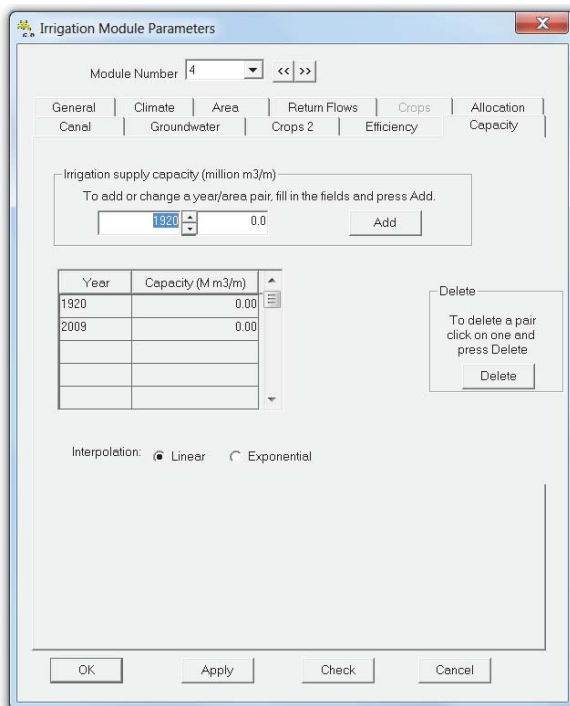 Irrigation Module Parameters
Module Number 4 << >>
General Climate Area Return Flows Crops Allocation
Canal Groundwater Crops 2 Efficiency Capacity
Irrigation supply capacity (million m3/m)
To add or change a year/area pair, fill in the fields and press Add.
1920 0.0 Add
Year Capacity (M m3/m)
1920 0.00
2009 0.00
Delete
To delete a pair
click on one and
press Delete
Delete
Interpolation: Linear Exponential
OK Apply Check Cancel